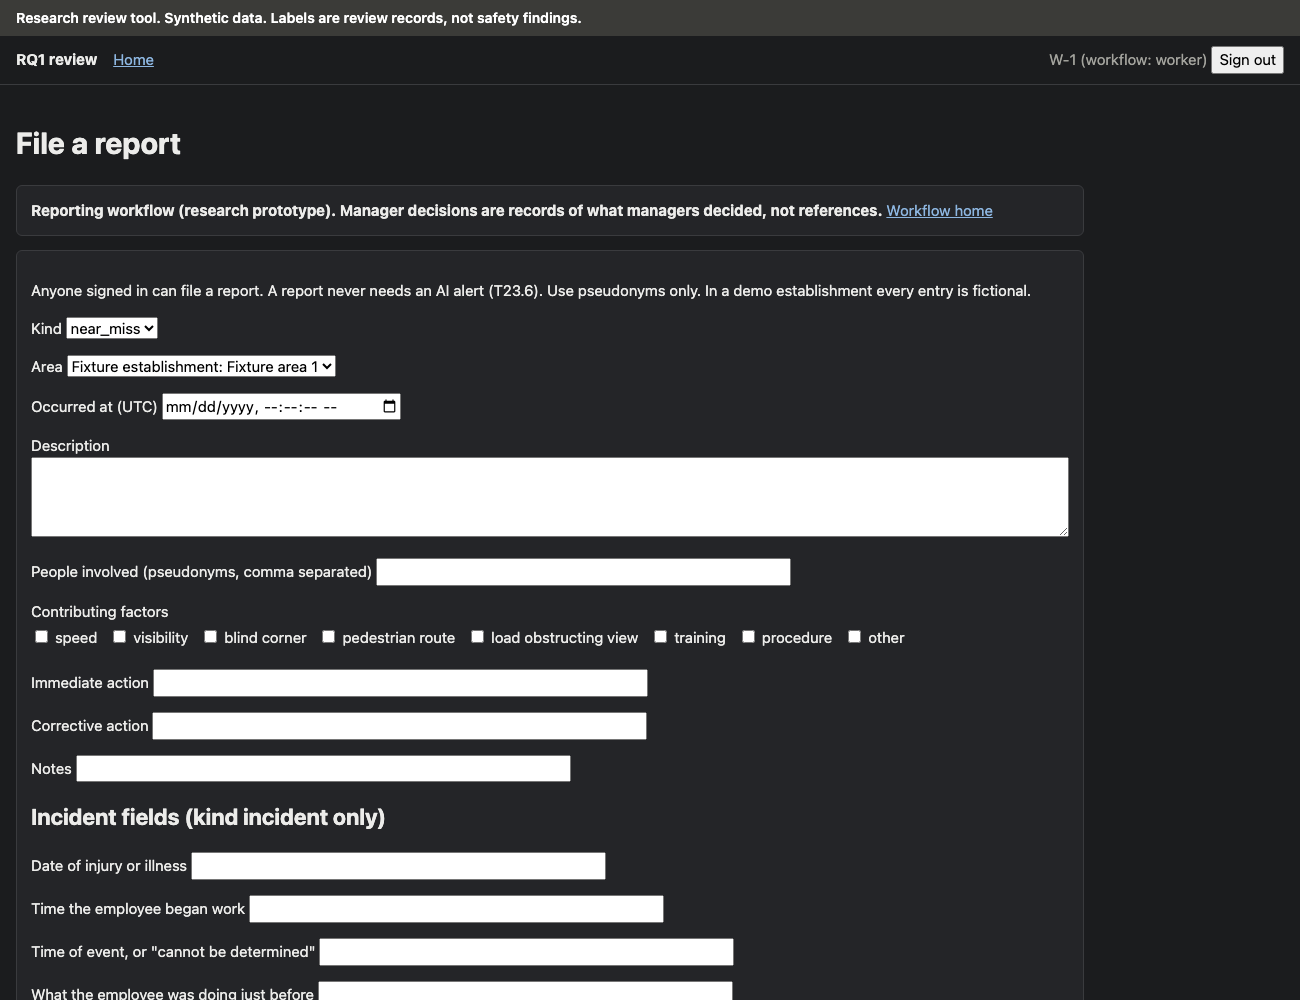 Research review tool. Synthetic data. Labels are review records, not safety findings.
RQ1 review Home W-1 (workflow: worker) Sign out
File a report
Reporting workflow (research prototype). Manager decisions are records of what managers decided, not references. Workflow home
Anyone signed in can file a report. A report never needs an AI alert (T23.6). Use pseudonyms only. In a demo establishment every entry is fictional.
Kind near_miss
Area Fixture establishment: Fixture area 1
Occurred at (UTC) mm/dd/yyyy, --:--:-- --
Description
People involved (pseudonyms, comma separated)
Contributing factors
speed visibility blind corner pedestrian route load obstructing view training procedure other
Immediate action
Corrective action
Notes
Incident fields (kind incident only)
Date of injury or illness
Time the employee began work
Time of event, or "cannot be determined"
What the employee was doing just before